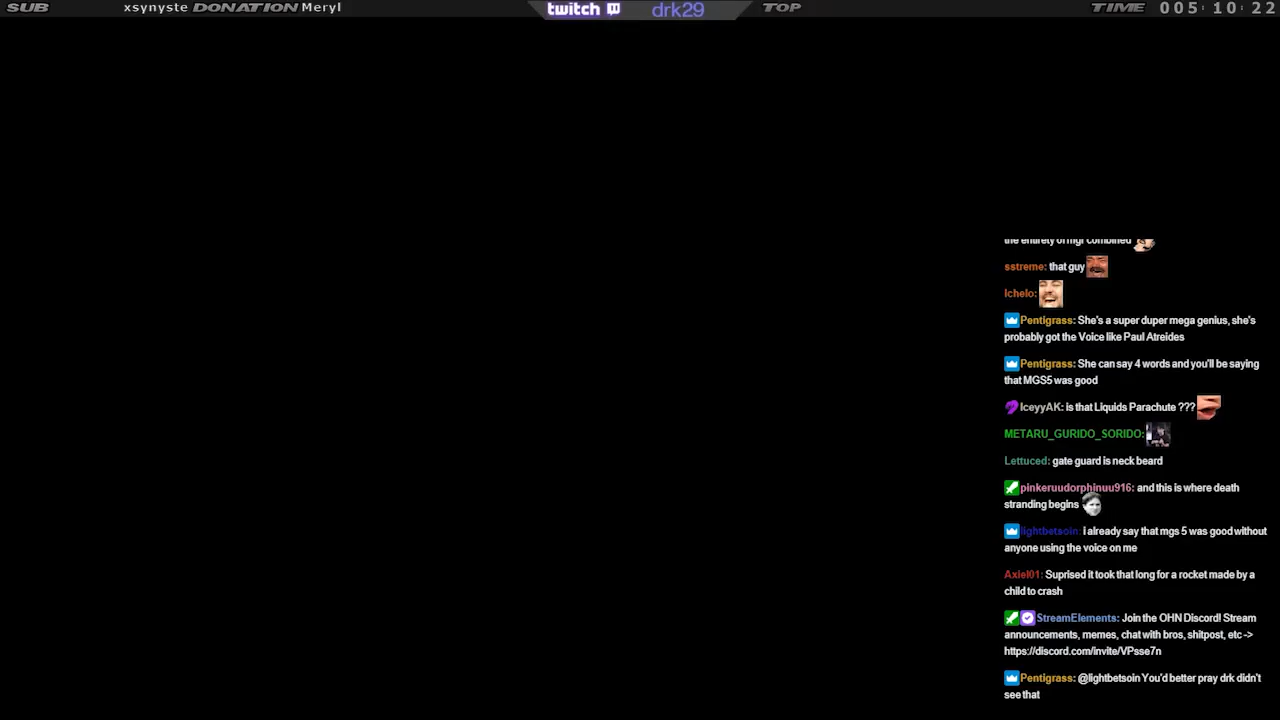 SUB xsynyste DONATION Meryl twitch drk29 TOP TIME 005:10:22
the entirety of mgr combined
sstreme: that guy
Ichelo:
Pentigrass: She's a super duper mega genius, she's
probably got the Voice like Paul Atreides
Pentigrass: She can say 4 words and you'll be saying
that MGS5 was good
IceyyAK: is that Liquids Parachute ???
METARU_GURIDO_SORIDO:
Lettuced: gate guard is neck beard
pinkeruudorphinuu916: and this is where death
stranding begins
lightbetsoin: i already say that mgs 5 was good without
anyone using the voice on me
Axiel01: Suprised it took that long for a rocket made by a
child to crash
StreamElements: Join the OHN Discord! Stream
announcements, memes, chat with bros, shitpost, etc ->
https://discord.com/invite/VPsse7n
Pentigrass: @lightbetsoin You'd better pray drk didn't
see that